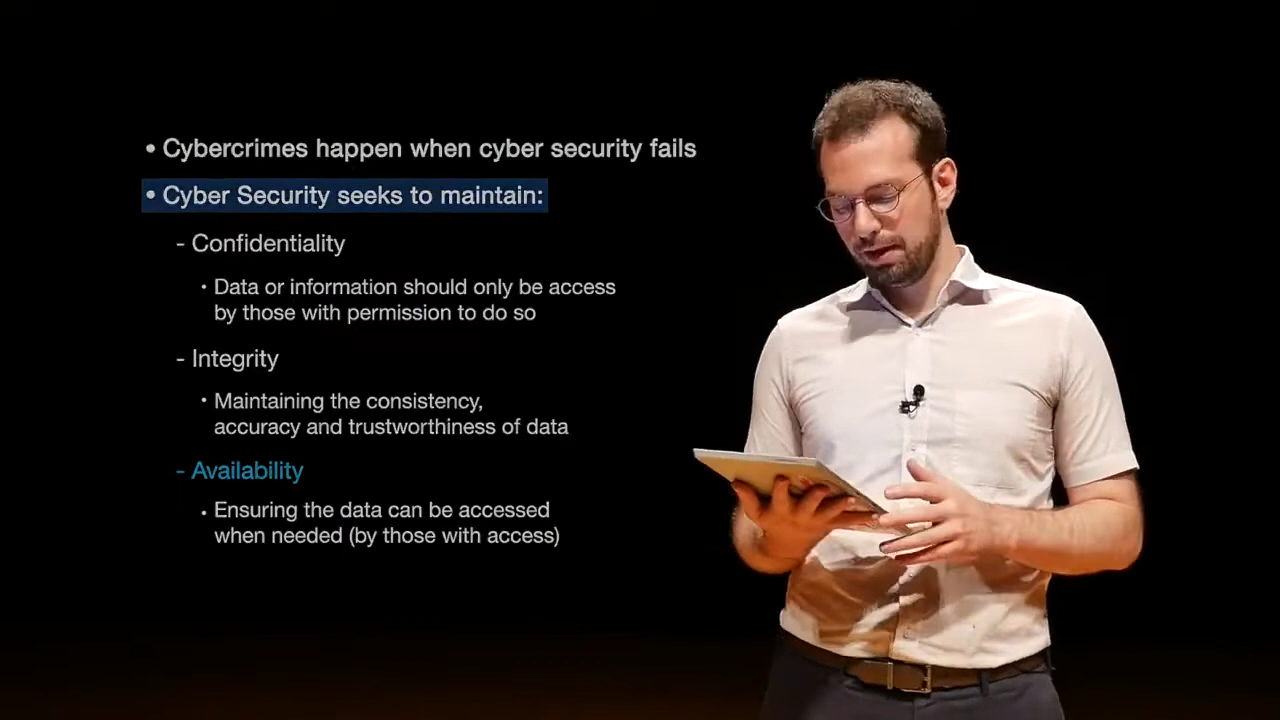 • Cybercrimes happen when cyber security fails
• Cyber Security seeks to maintain:
- Confidentiality
• Data or information should only be access
by those with permission to do so
- Integrity
• Maintaining the consistency,
accuracy and trustworthiness of data
- Availability
• Ensuring the data can be accessed
when needed (by those with access)